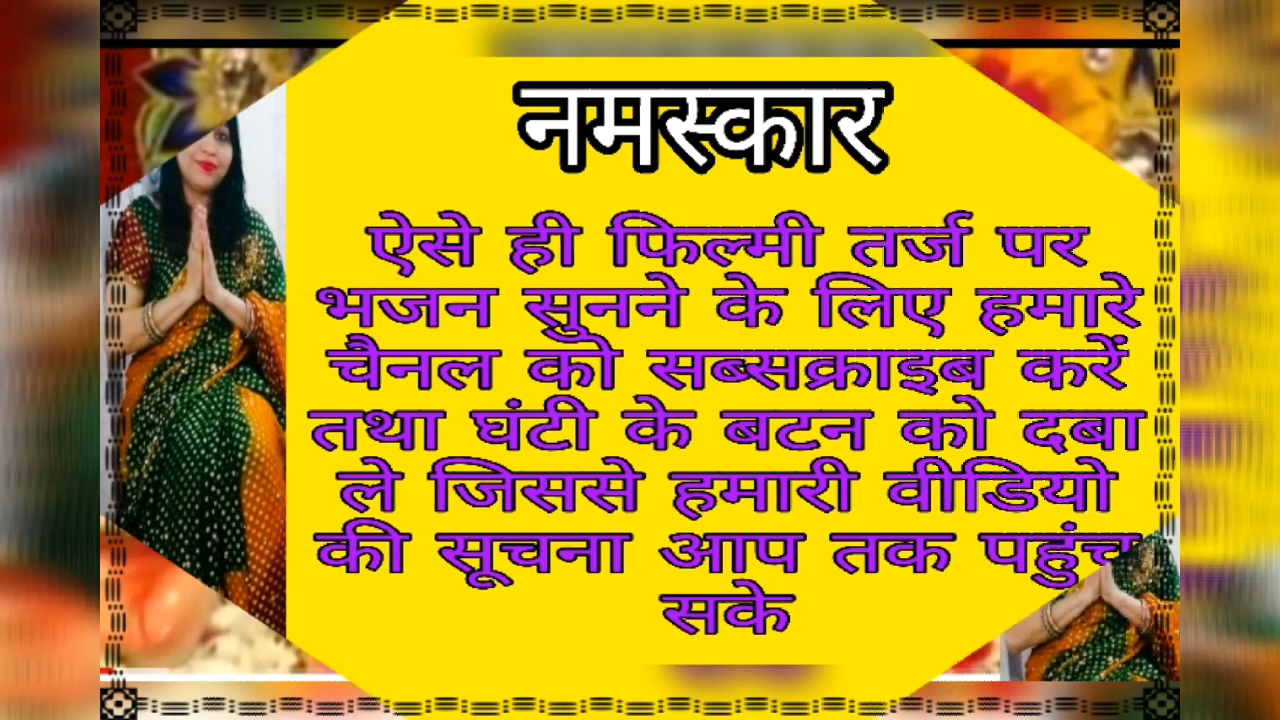 नमस्कार
ऐसे ही फिल्मी तर्ज पर
भजन सुनने के लिए हमारे
चैनल को सब्सक्राइब करें
तथा घंटी के बटन को दबा
ले जिससे हमारी वीडियो
की सूचना आप तक पहुंच
सके